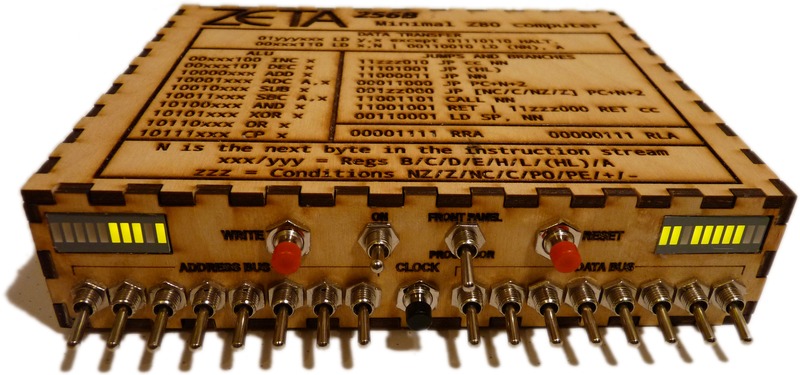 ZETA 2568
Minimal Z80 computer
DATA TRANSFER
01yyyxxx LD y,x except 01110110 HALT
00xxx110 LD x,N | 00110010 LD (NN), A
ALU
00xxx100 INC x
00xxx101 DEC x
10000xxx ADD x
10001xxx ADC A,x
10010xxx SUB x
10011xxx SBC A,x
10100xxx AND x
10101xxx XOR x
10110xxx OR x
10111xxx CP x
JUMPS AND BRANCHES
11zzz010 JP cc NN
11101001 JP (HL)
11000011 JP NN
00011000 JP PC+N+2
001zz000 JP [NC/C/NZ/Z] PC+N+2
11001101 CALL NN
11001001 RET | 11zzz000 RET cc
00110001 LD SP, NN
00001111 RRA 00000111 RLA
N is the next byte in the instruction stream
xxx/yyy = Regs B/C/D/E/H/L/(HL)/A
zzz = Conditions NZ/Z/NC/C/PO/PE/+/-
WRITE
ON
FRONT PANEL
PROCESSOR
RESET
ADDRESS BUS
CLOCK
DATA BUS